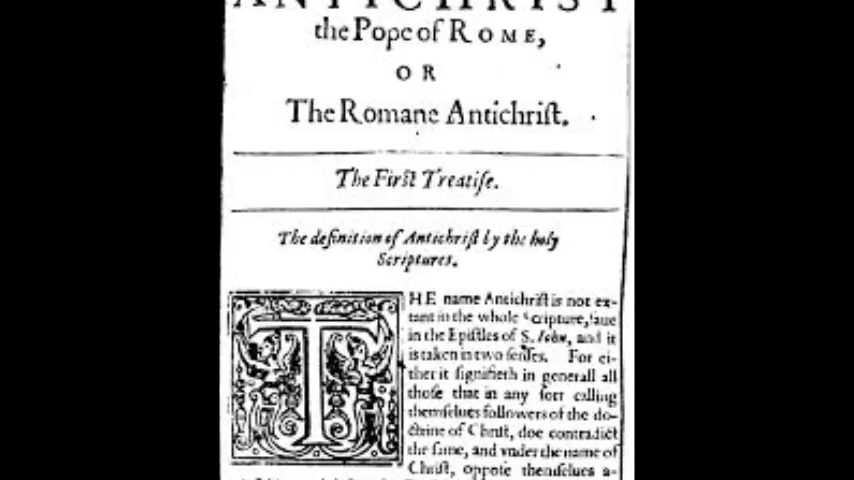 ANTICHRIST
the Pope of ROME,
OR
The Romane Antichriſt.
The Firſt Treatiſe.
The definition of Antichriſt by the holy
Scriptures.
THE name Antichriſt is not ex-
tant in the whole Scripture, ſaue
in the Epiſtles of S. Iohn, and it
is taken in two ſenſes. For ei-
ther it ſignifieth in generall all
thoſe that in any ſort calling
themſelues followers of the do-
ctrine of Chriſt, doe contradict
the ſame, and vnder the name of
Chriſt, oppoſe themſelues a-